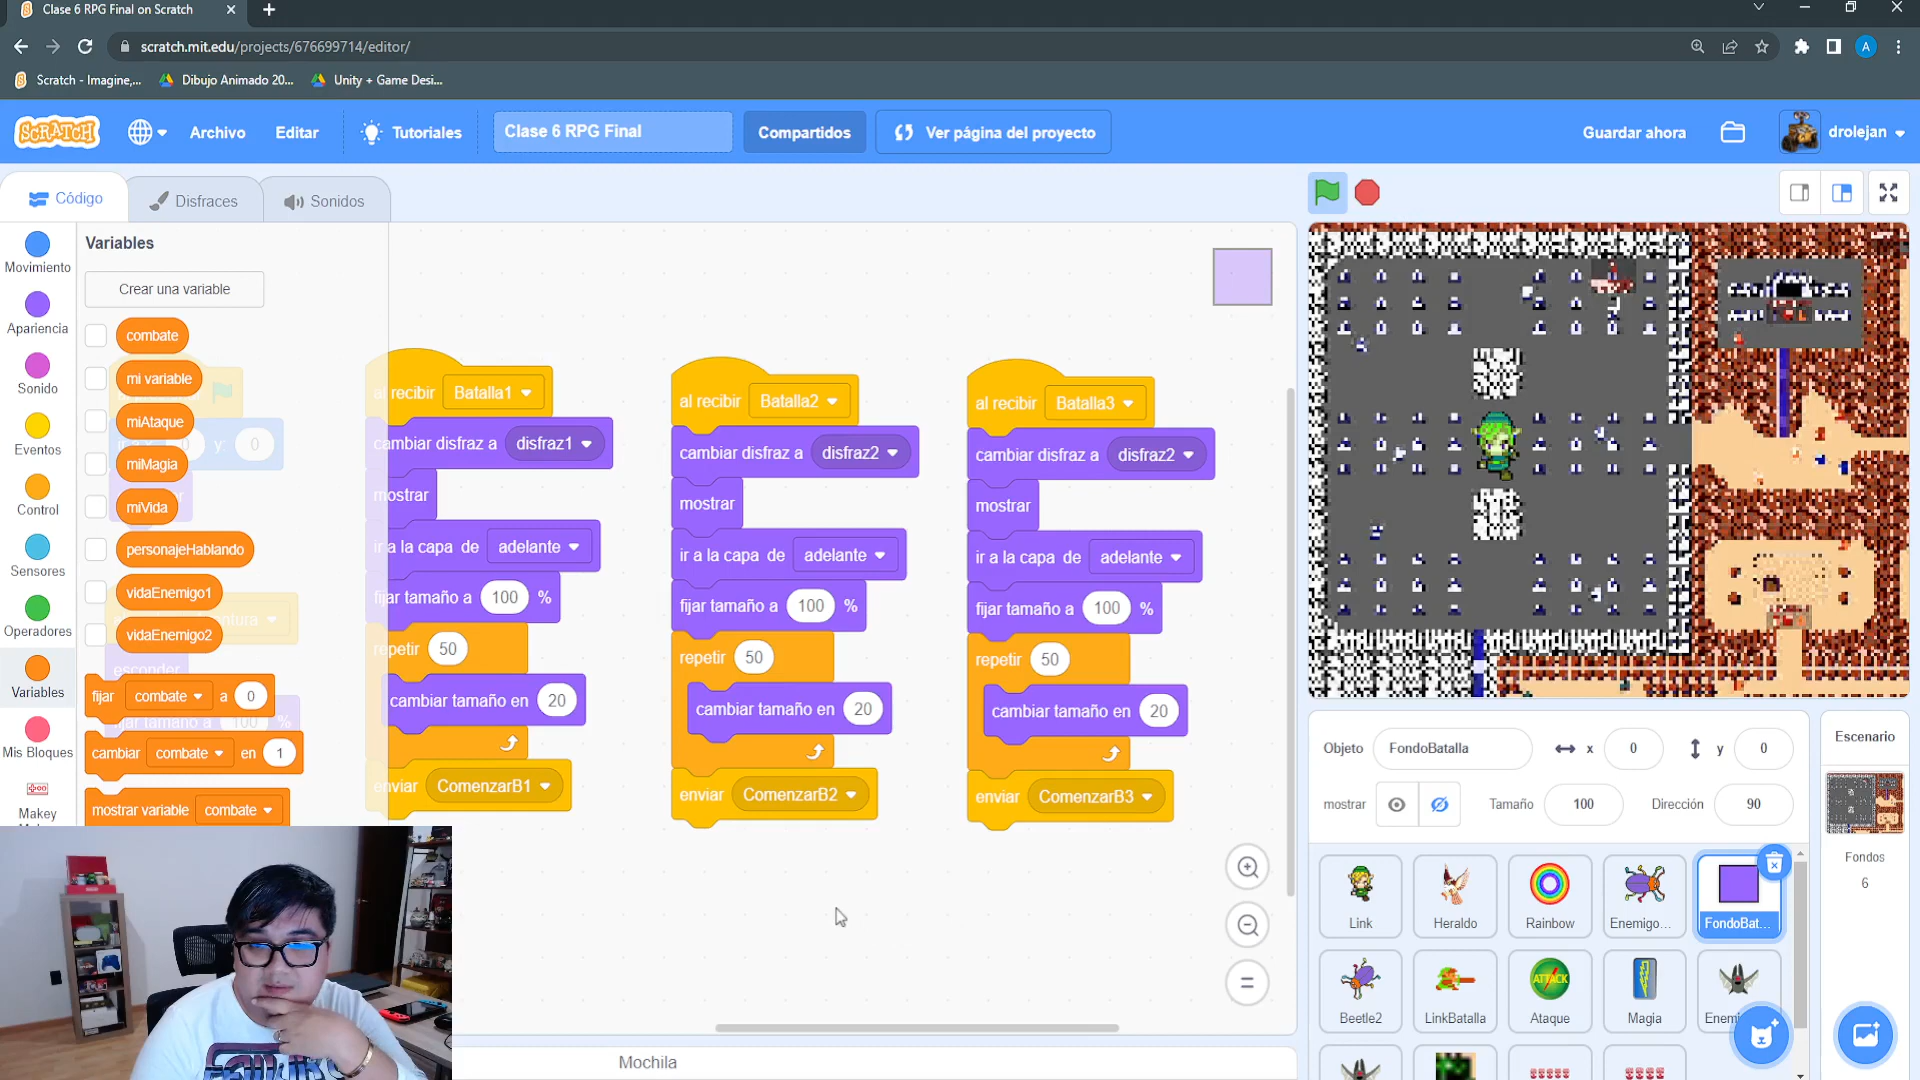 Clase 6 RPG Final on Scratch
scratch.mit.edu/projects/676699714/editor/
A
Scratch - Imagine,...
Dibujo Animado 20...
Unity + Game Desi...
SCRATCH
Archivo
Editar
Tutoriales
Clase 6 RPG Final
Compartidos
Ver página del proyecto
Guardar ahora
drolejan
Código
Disfraces
Sonidos
Movimiento
Apariencia
Sonido
Eventos
Control
Sensores
Operadores
Variables
Mis Bloques
Makey
Variables
Crear una variable
combate
mi variable
miAtaque
y: 0
miMagia
miVida
personajeHablando
vidaEnemigo1
vidaEnemigo2
esconder
fijar combate a 0
fijar tamaño a 100 %
cambiar combate en 1
mostrar variable combate
al recibir Batalla1
cambiar disfraz a disfraz1
mostrar
ir a la capa de adelante
fijar tamaño a 100 %
repetir 50
cambiar tamaño en 20
enviar ComenzarB1
al recibir Batalla2
cambiar disfraz a disfraz2
mostrar
ir a la capa de adelante
fijar tamaño a 100 %
repetir 50
cambiar tamaño en 20
enviar ComenzarB2
al recibir Batalla3
cambiar disfraz a disfraz2
mostrar
ir a la capa de adelante
fijar tamaño a 100 %
repetir 50
cambiar tamaño en 20
enviar ComenzarB3
Mochila
Objeto FondoBatalla x 0 y 0
mostrar Tamaño 100 Dirección 90
Link
Heraldo
Rainbow
Enemigo...
FondoBat...
Beetle2
LinkBatalla
ATTACK
Ataque
Magia
Enem
Escenario
Fondos
6